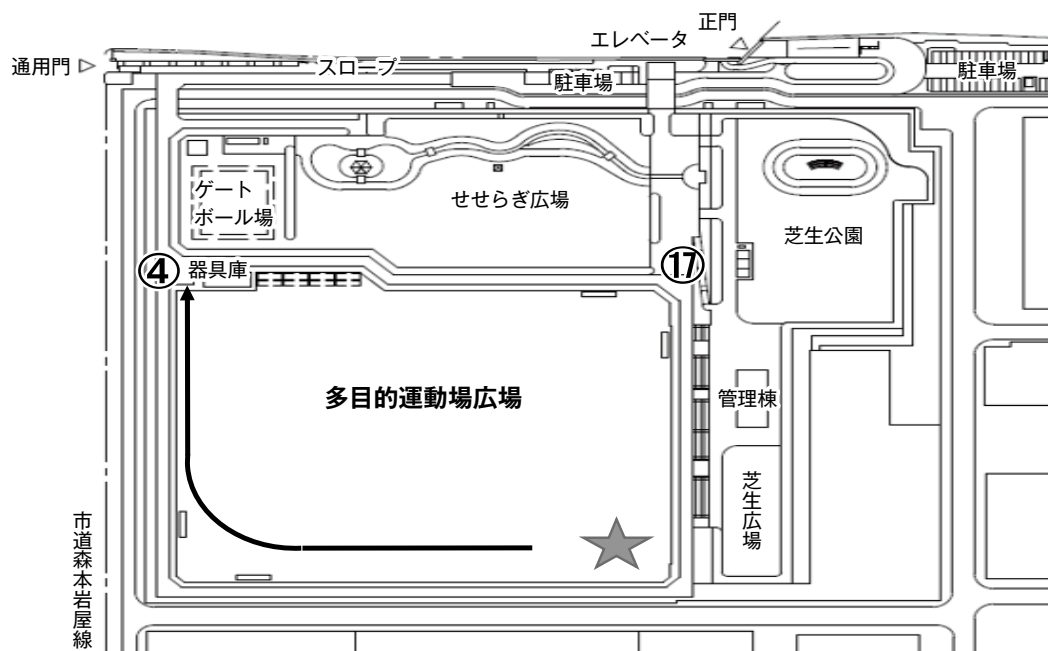 正門
エレベータ
通用門
スロープ
駐車場
駐車場
ゲート
ボール場
せせらぎ広場
芝生公園
④
器具庫
⑰
多目的運動場広場
管理棟
芝生広場
市道森本岩屋線